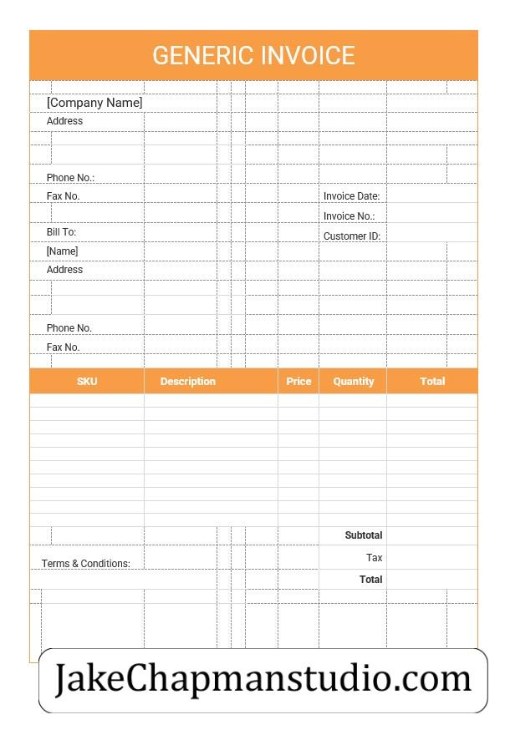 GENERIC INVOICE
[Company Name]
Address
Phone No.:
Fax No.
Invoice Date:
Invoice No.:
Bill To:
Customer ID:
[Name]
Address
Phone No.
Fax No.
SKU Description Price Quantity Total
Subtotal
Tax
Terms & Conditions:
Total
JakeChapmanstudio.com